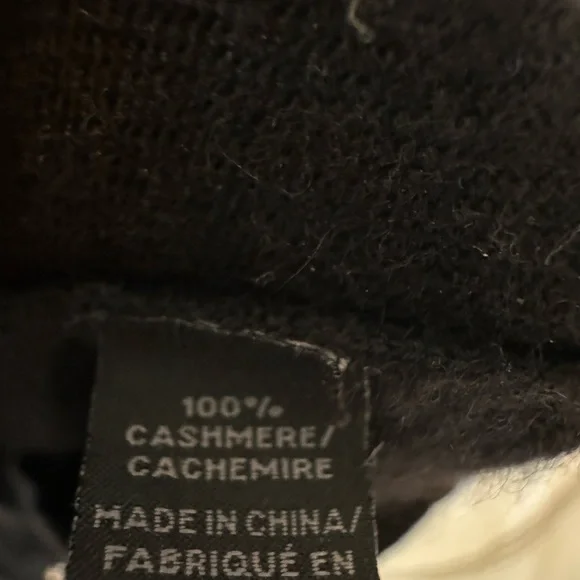 100%
CASHMERE/
CACHEMIRE
MADE IN CHINA/
FABRIQUÉ EN